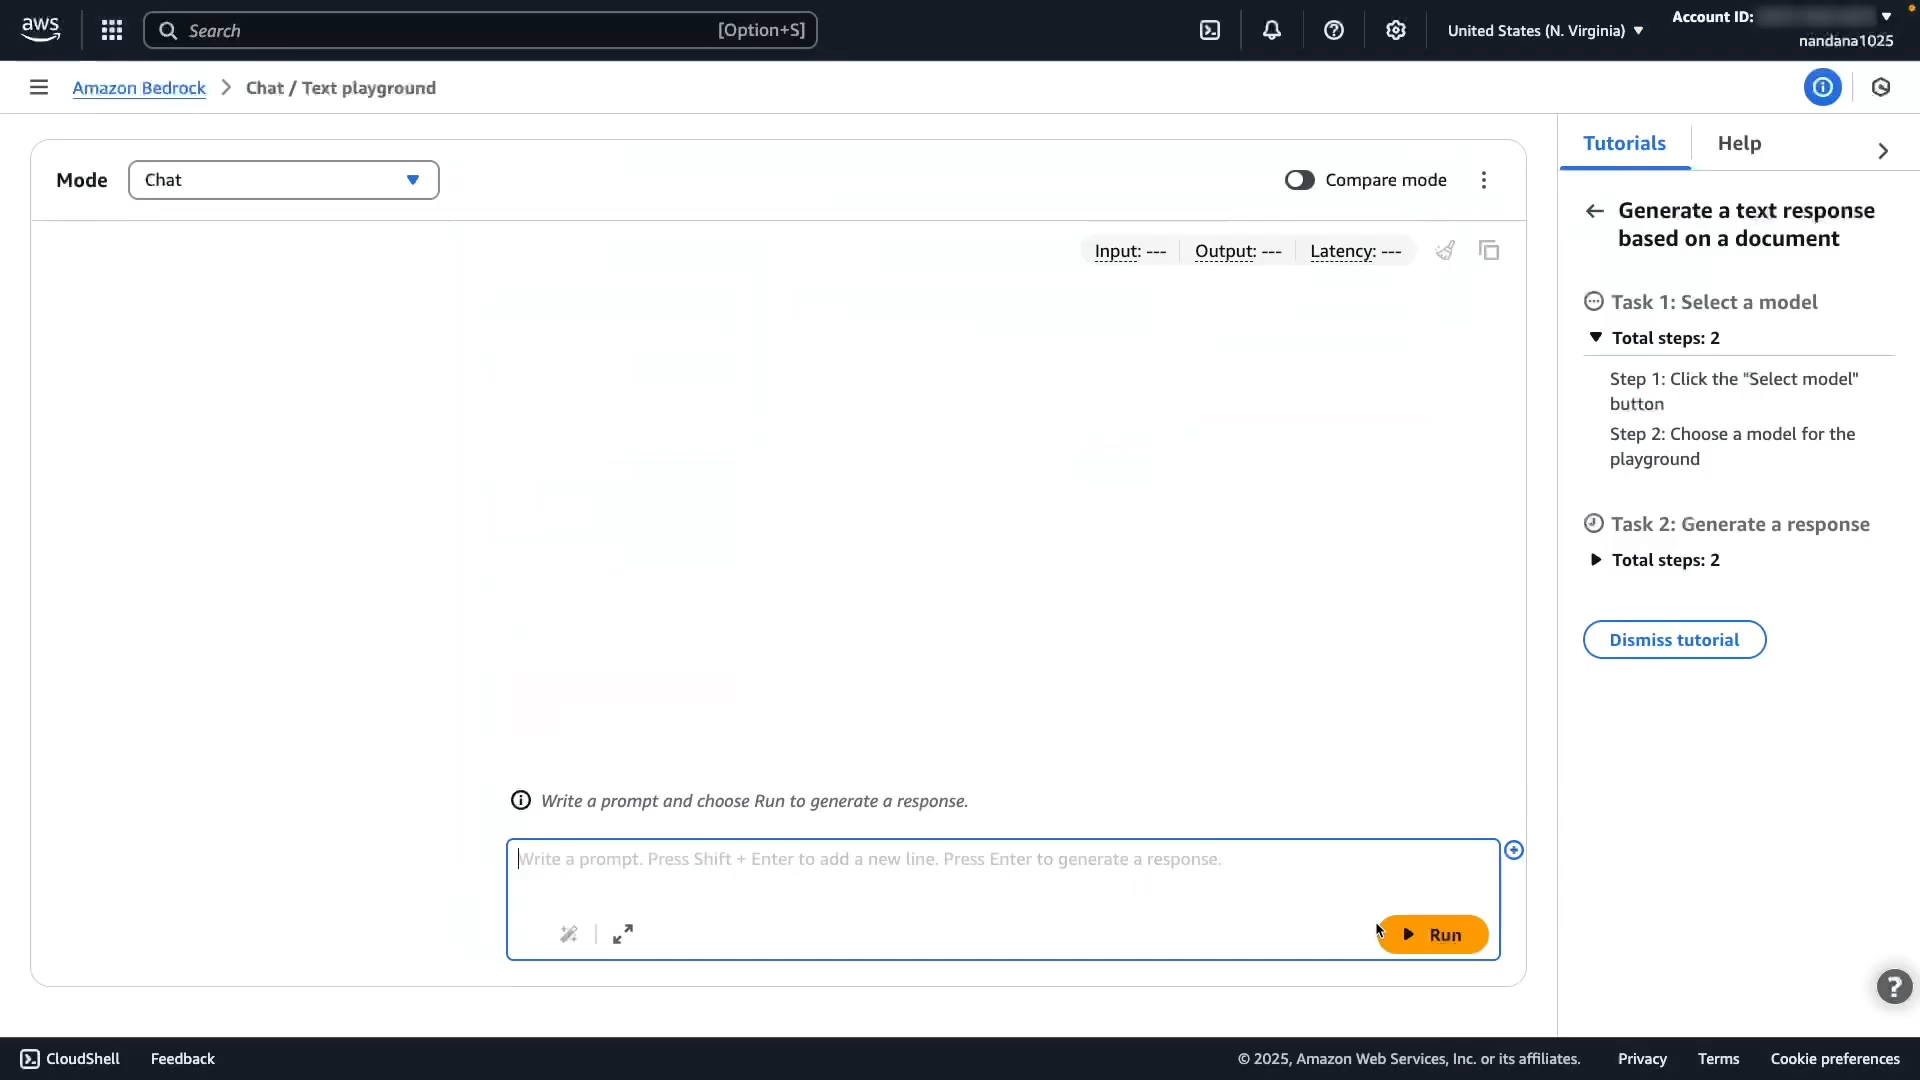 aws
Search [Option+S]
United States (N. Virginia)
Account ID:
nandana1025
Amazon Bedrock > Chat / Text playground
Mode
Chat
Compare mode
Input: --- Output: --- Latency: ---
Write a prompt and choose Run to generate a response.
Write a prompt. Press Shift + Enter to add a new line. Press Enter to generate a response.
Run
Tutorials
Help
Generate a text response
based on a document
Task 1: Select a model
Total steps: 2
Step 1: Click the "Select model"
button
Step 2: Choose a model for the
playground
Task 2: Generate a response
Total steps: 2
Dismiss tutorial
CloudShell
Feedback
© 2025, Amazon Web Services, Inc. or its affiliates.
Privacy
Terms
Cookie preferences